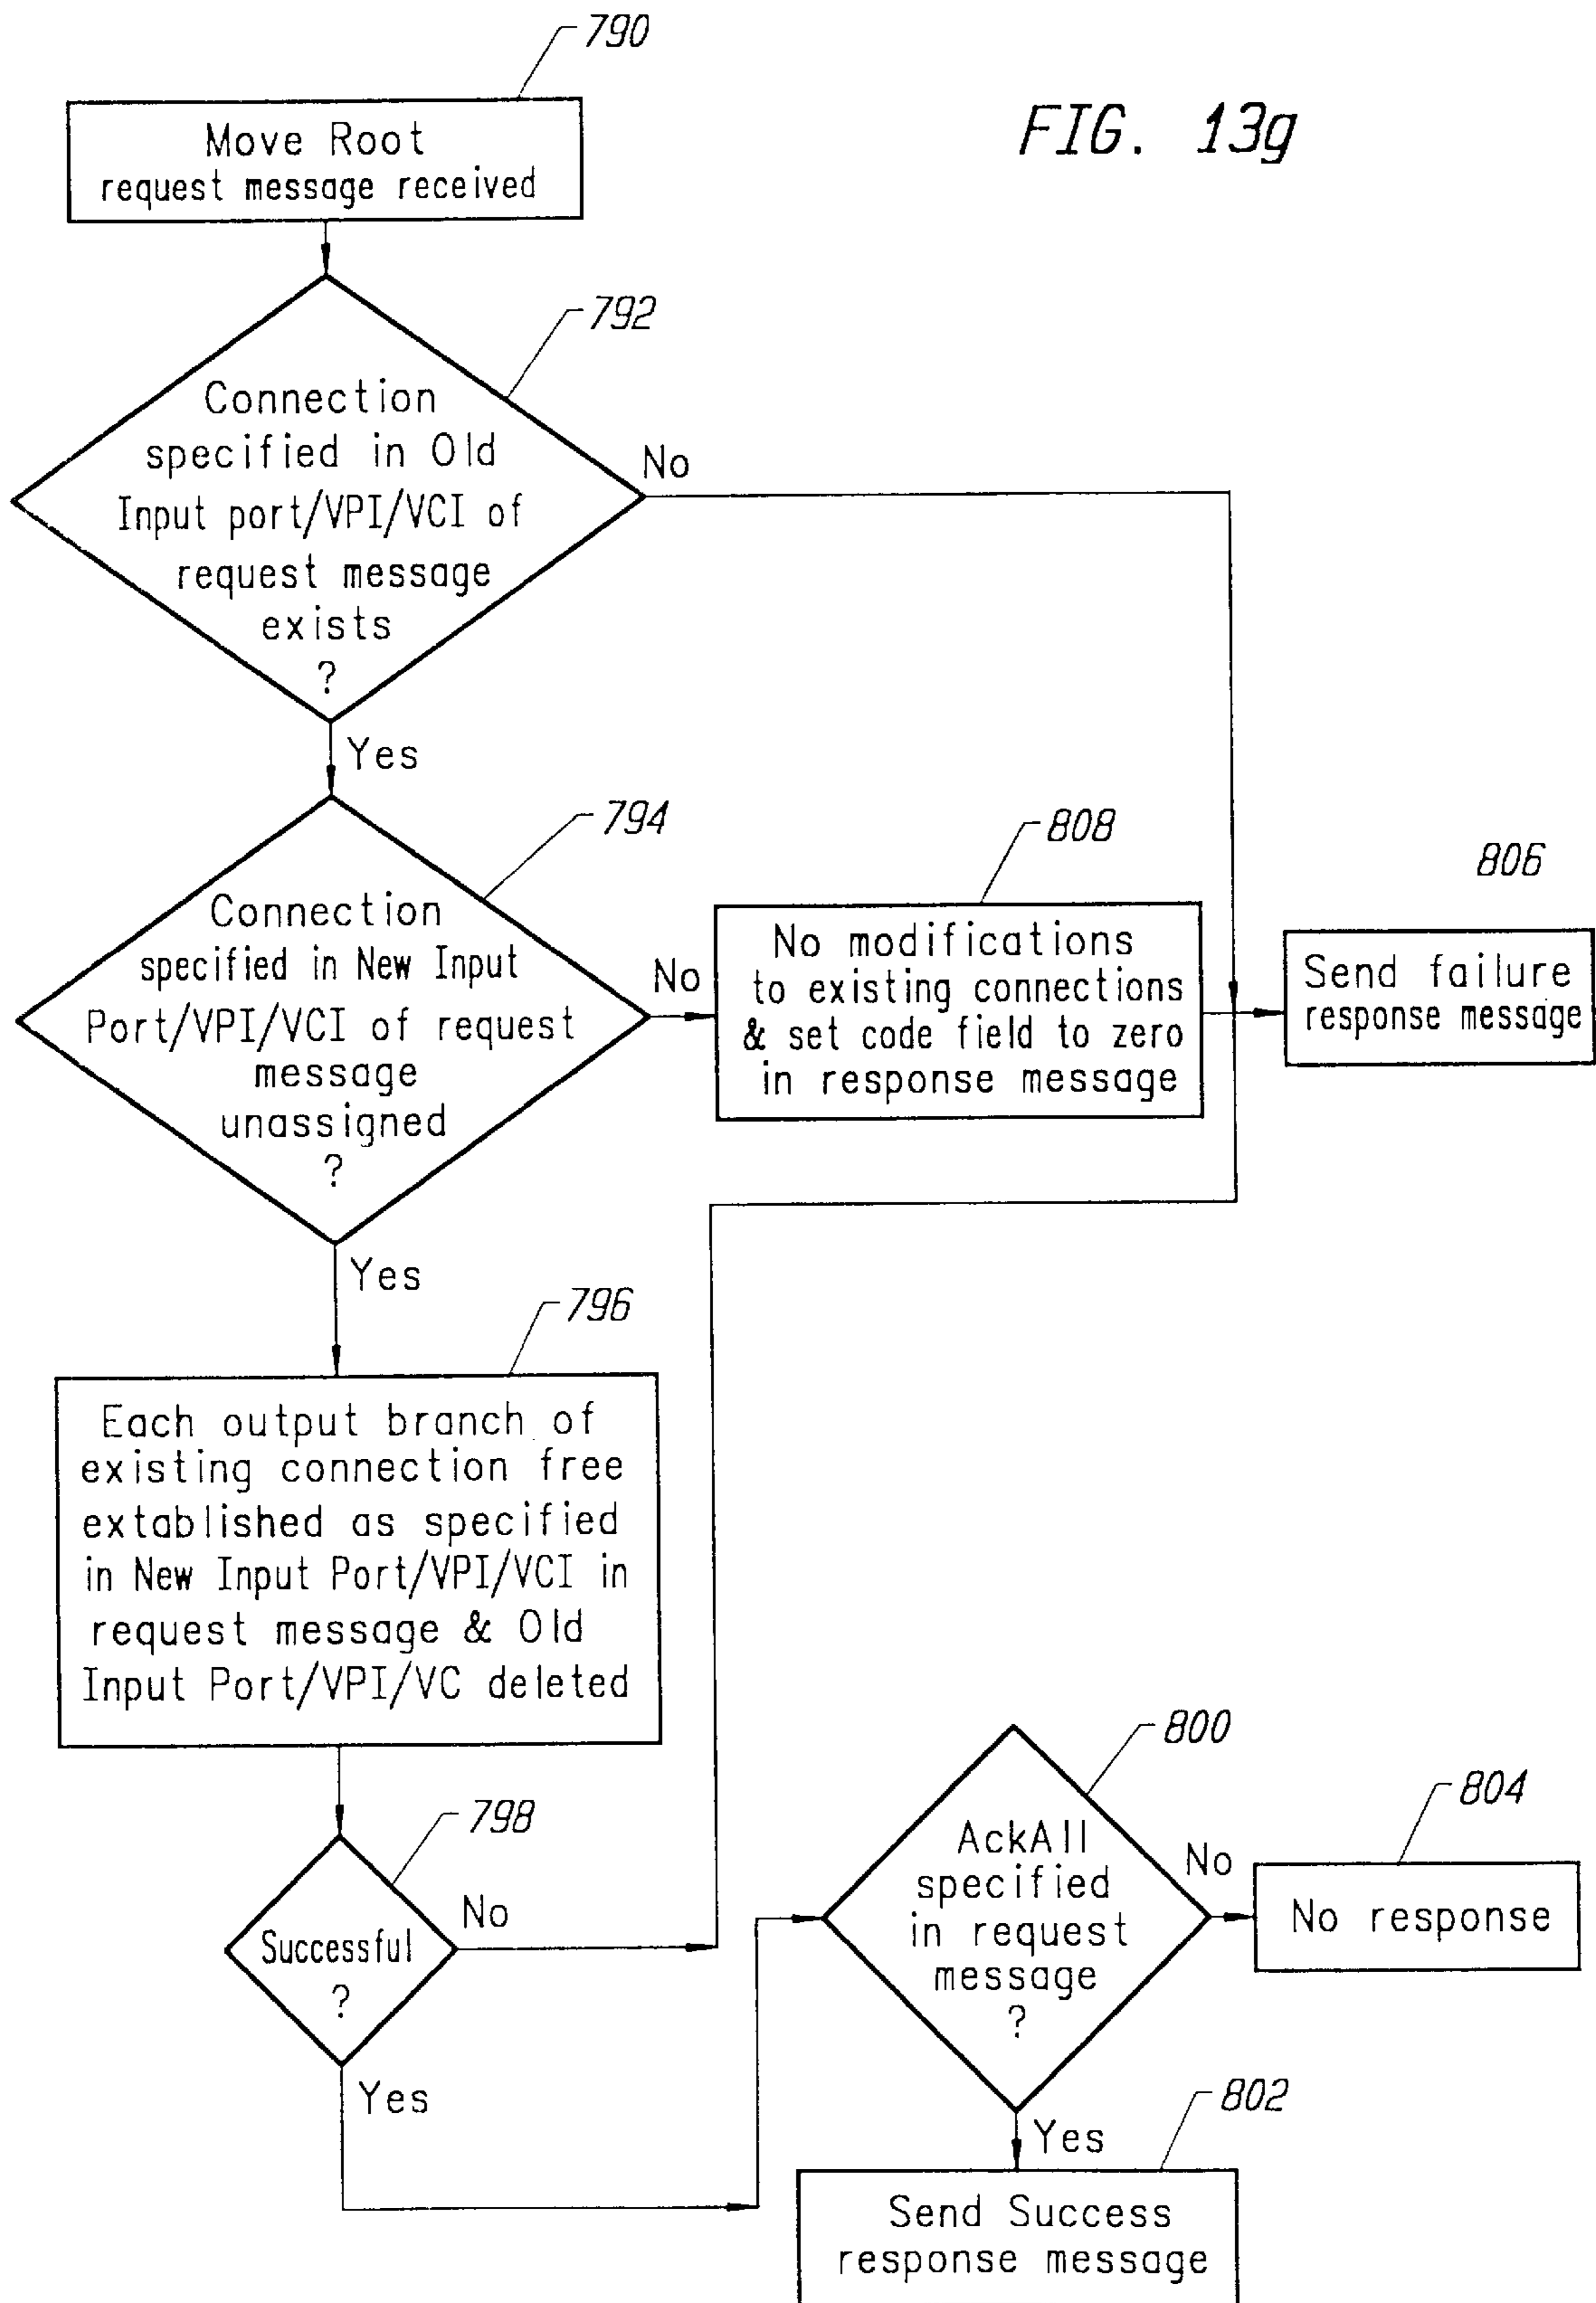 790
FIG. 13g
Move Root
request message received
792
Connection
specified in Old
Input port/VPI/VCI of
request message
exists
?
No
Yes
794
Connection
specified in New Input
Port/VPI/VCI of request
message
unassigned
?
No
808
No modifications
to existing connections
& set code field to zero
in response message
806
Send failure
response message
Yes
796
Each output branch of
existing connection free
extablished as specified
in New Input Port/VPI/VCI in
request message & Old
Input Port/VPI/VC deleted
798
Successful
?
No
Yes
800
AckAll
specified
in request
message
?
No
804
No response
Yes
802
Send Success
response message